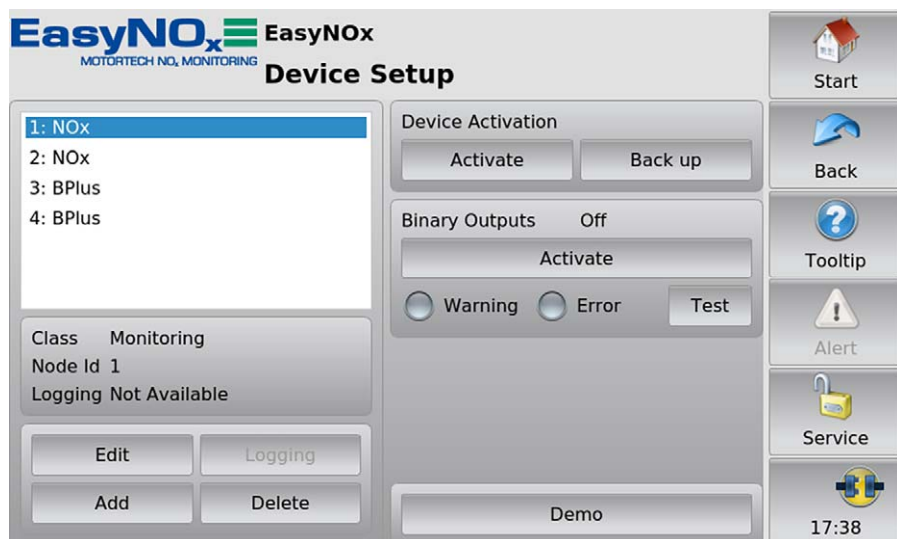 EasyNOx
MOTORTECH NOx MONITORING
EasyNOx
Device Setup
1: NOx
2: NOx
3: BPlus
4: BPlus
Class Monitoring
Node Id 1
Logging Not Available
Edit Logging
Add Delete
Device Activation
Activate Back up
Binary Outputs Off
Activate
Warning Error Test
Demo
Start
Back
Tooltip
Alert
Service
17:38